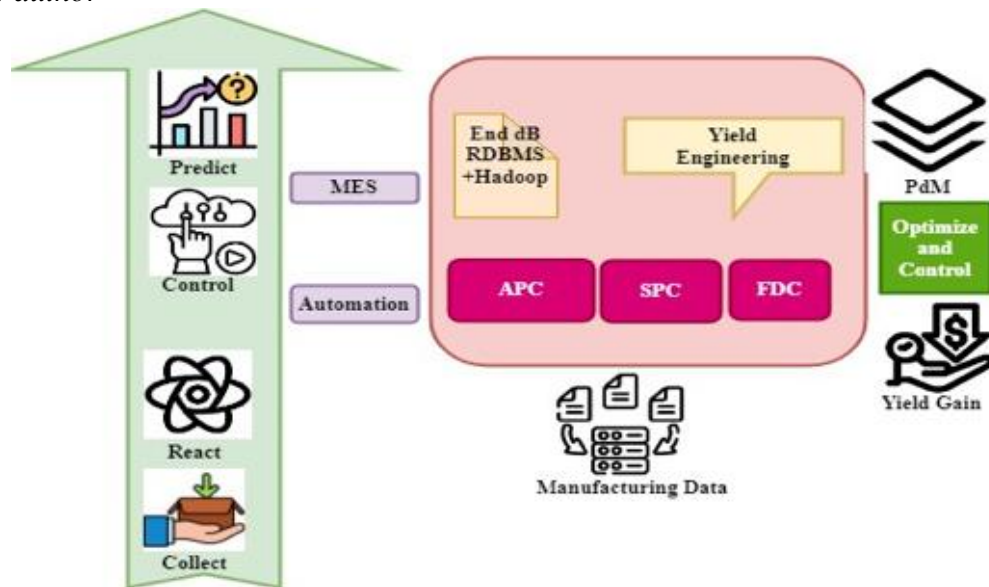 Predict
Control
React
Collect
MES
Automation
End dB
RDBMS
+Hadoop
Yield
Engineering
APC
SPC
FDC
Manufacturing Data
PdM
Optimize
and
Control
Yield Gain